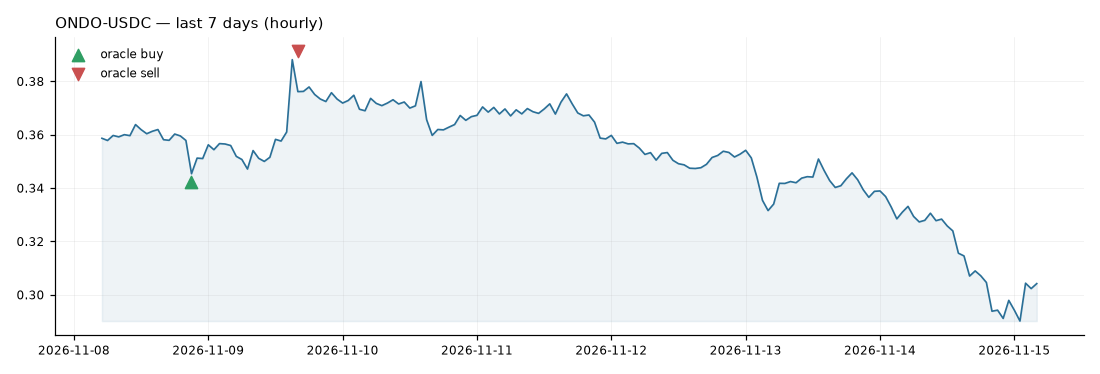 ONDO-USDC — last 7 days (hourly)
oracle buy
oracle sell
0.38
0.36
0.34
0.32
0.30
2026-11-08 2026-11-09 2026-11-10 2026-11-11 2026-11-12 2026-11-13 2026-11-14 2026-11-15